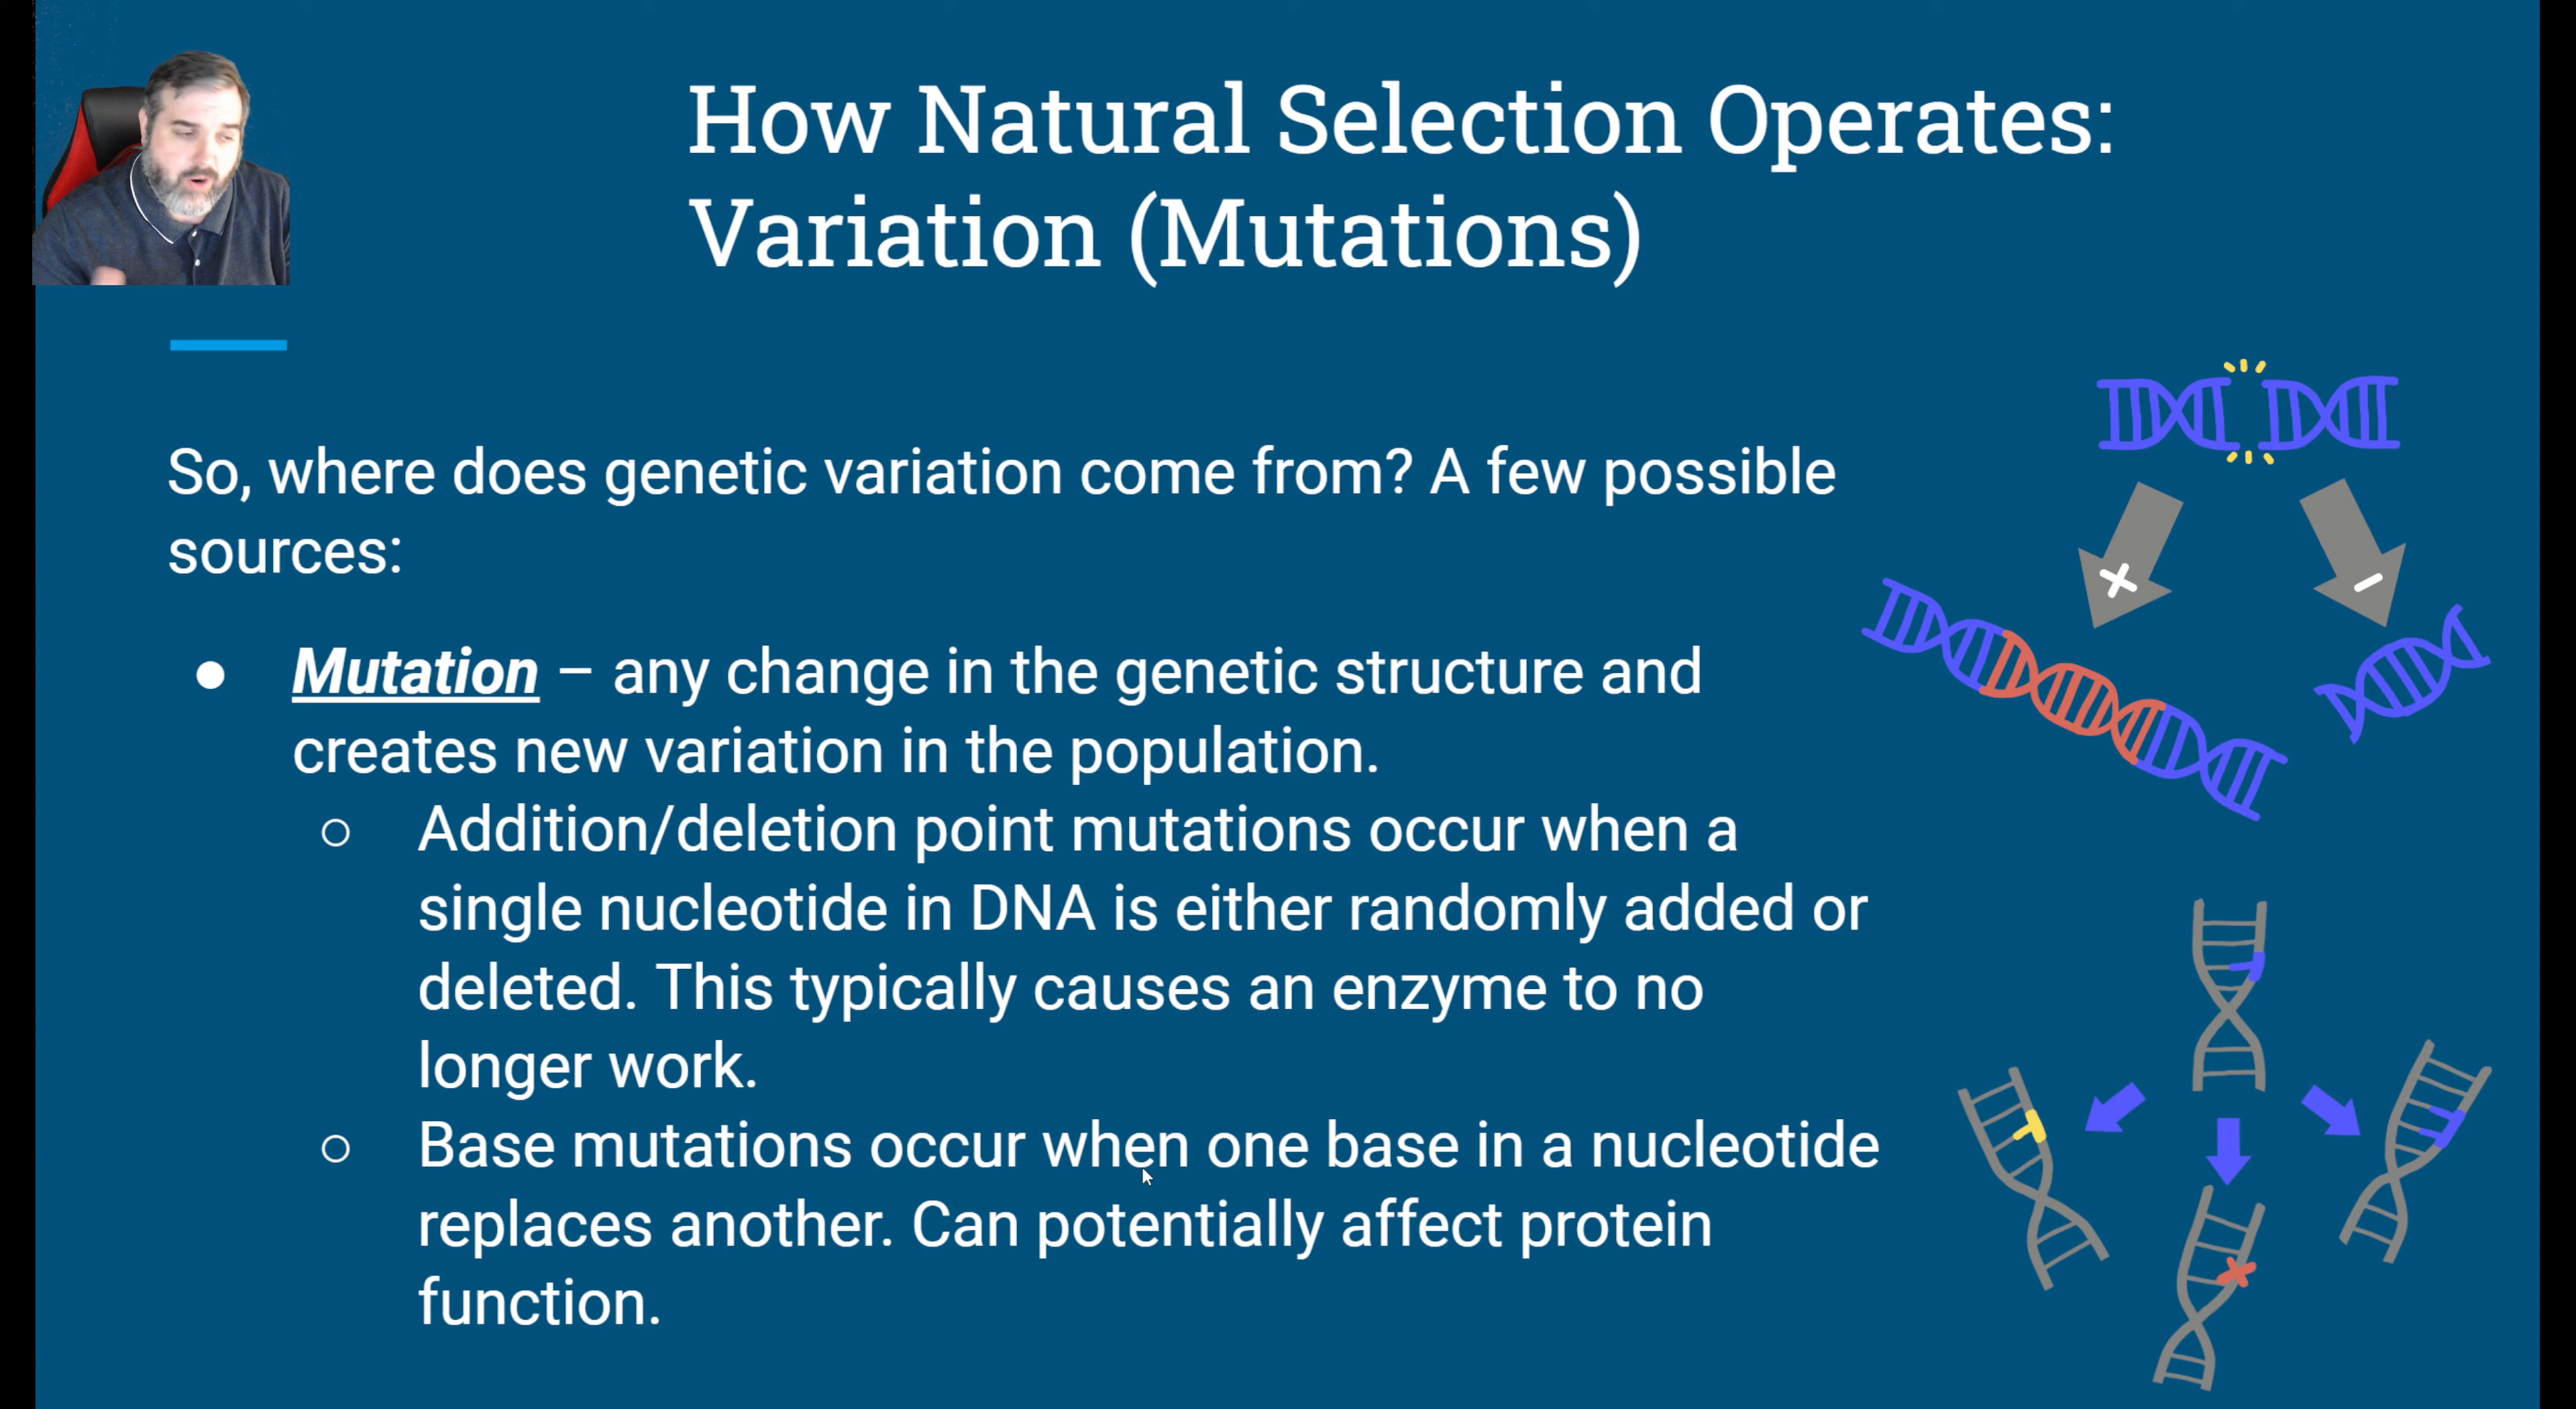 How Natural Selection Operates:
Variation (Mutations)
So, where does genetic variation come from? A few possible
sources:
● Mutation – any change in the genetic structure and
creates new variation in the population.
○ Addition/deletion point mutations occur when a
single nucleotide in DNA is either randomly added or
deleted. This typically causes an enzyme to no
longer work.
○ Base mutations occur when one base in a nucleotide
replaces another. Can potentially affect protein
function.